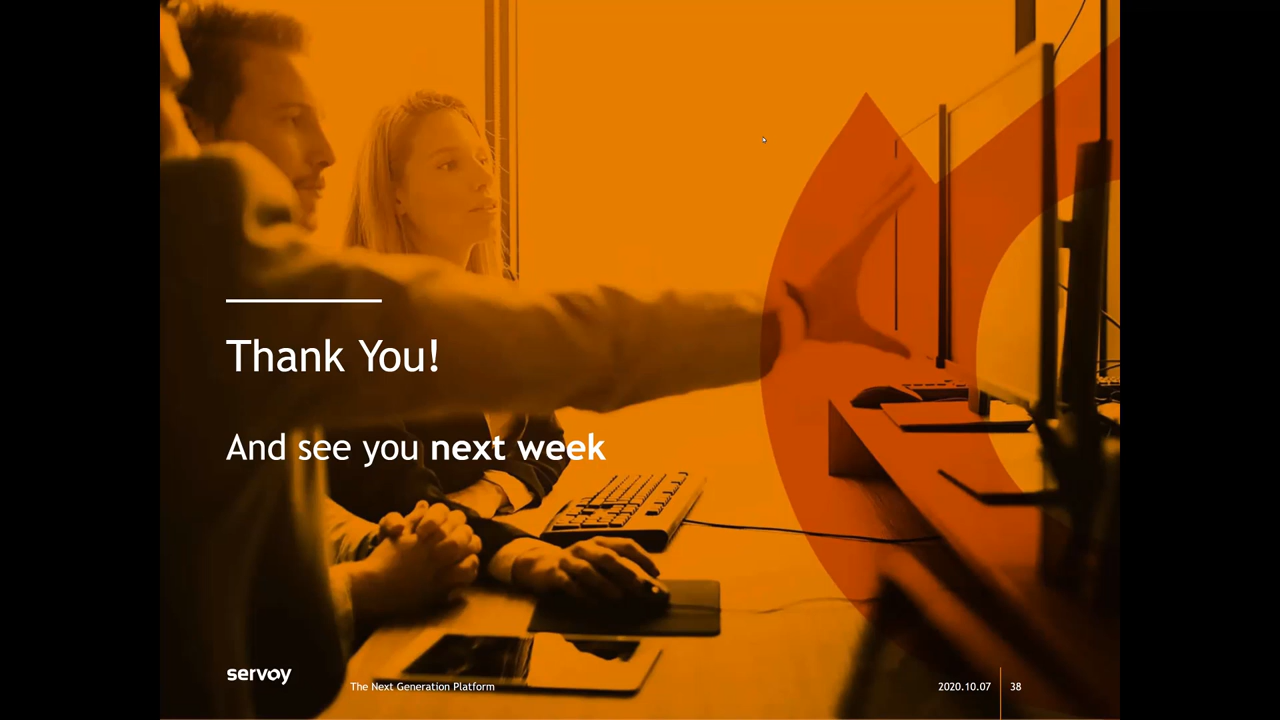 Thank You!
And see you next week
servoy
The Next Generation Platform
2020.10.07
38